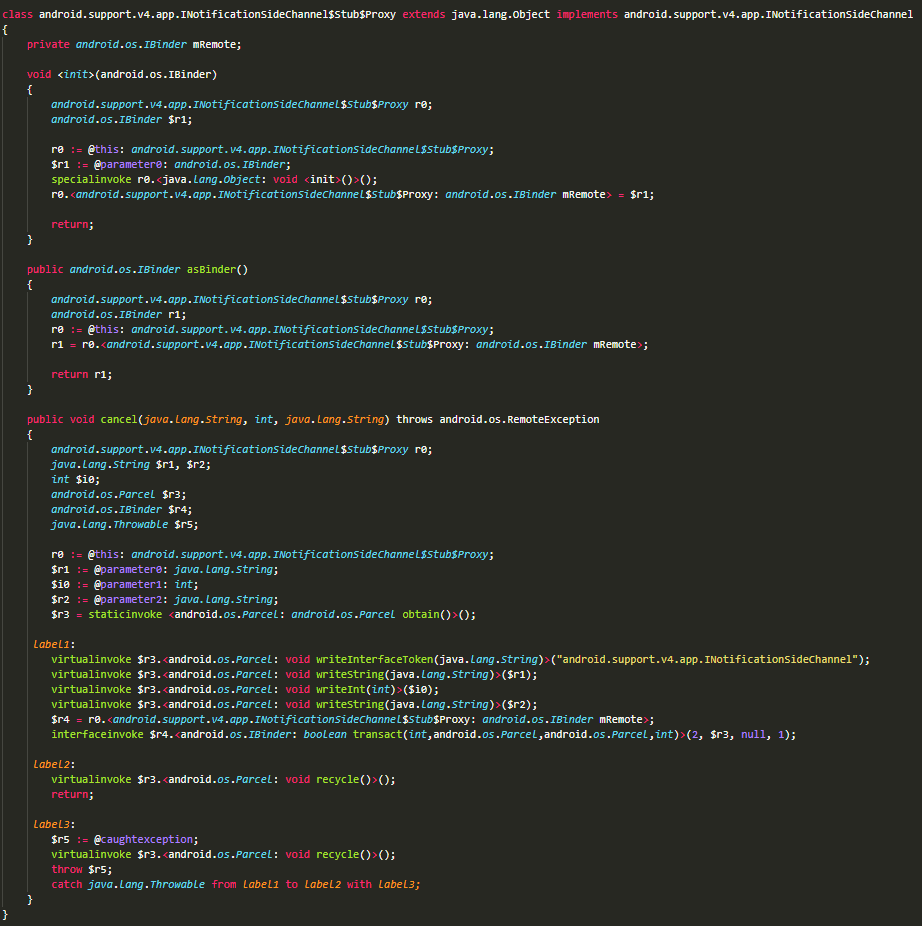 class android.support.v4.app.INotificationSideChannel$Stub$Proxy extends java.lang.Object implements android.support.v4.app.INotificationSideChannel
{
    private android.os.IBinder mRemote;

    void <init>(android.os.IBinder)
    {
        android.support.v4.app.INotificationSideChannel$Stub$Proxy r0;
        android.os.IBinder $r1;

        r0 := @this: android.support.v4.app.INotificationSideChannel$Stub$Proxy;
        $r1 := @parameter0: android.os.IBinder;
        specialinvoke r0.<java.lang.Object: void <init>()>();
        r0.<android.support.v4.app.INotificationSideChannel$Stub$Proxy: android.os.IBinder mRemote> = $r1;

        return;
    }

    public android.os.IBinder asBinder()
    {
        android.support.v4.app.INotificationSideChannel$Stub$Proxy r0;
        android.os.IBinder r1;
        r0 := @this: android.support.v4.app.INotificationSideChannel$Stub$Proxy;
        r1 = r0.<android.support.v4.app.INotificationSideChannel$Stub$Proxy: android.os.IBinder mRemote>;

        return r1;
    }

    public void cancel(java.lang.String, int, java.lang.String) throws android.os.RemoteException
    {
        android.support.v4.app.INotificationSideChannel$Stub$Proxy r0;
        java.lang.String $r1, $r2;
        int $i0;
        android.os.Parcel $r3;
        android.os.IBinder $r4;
        java.lang.Throwable $r5;

        r0 := @this: android.support.v4.app.INotificationSideChannel$Stub$Proxy;
        $r1 := @parameter0: java.lang.String;
        $i0 := @parameter1: int;
        $r2 := @parameter2: java.lang.String;
        $r3 = staticinvoke <android.os.Parcel: android.os.Parcel obtain()>();

     label1:
        virtualinvoke $r3.<android.os.Parcel: void writeInterfaceToken(java.lang.String)>("android.support.v4.app.INotificationSideChannel");
        virtualinvoke $r3.<android.os.Parcel: void writeString(java.lang.String)>($r1);
        virtualinvoke $r3.<android.os.Parcel: void writeInt(int)>($i0);
        virtualinvoke $r3.<android.os.Parcel: void writeString(java.lang.String)>($r2);
        $r4 = r0.<android.support.v4.app.INotificationSideChannel$Stub$Proxy: android.os.IBinder mRemote>;
        interfaceinvoke $r4.<android.os.IBinder: boolean transact(int,android.os.Parcel,android.os.Parcel,int)>(2, $r3, null, 1);

     label2:
        virtualinvoke $r3.<android.os.Parcel: void recycle()>();
        return;

     label3:
        $r5 := @caughtexception;
        virtualinvoke $r3.<android.os.Parcel: void recycle()>();
        throw $r5;
        catch java.lang.Throwable from label1 to label2 with label3;
    }
}